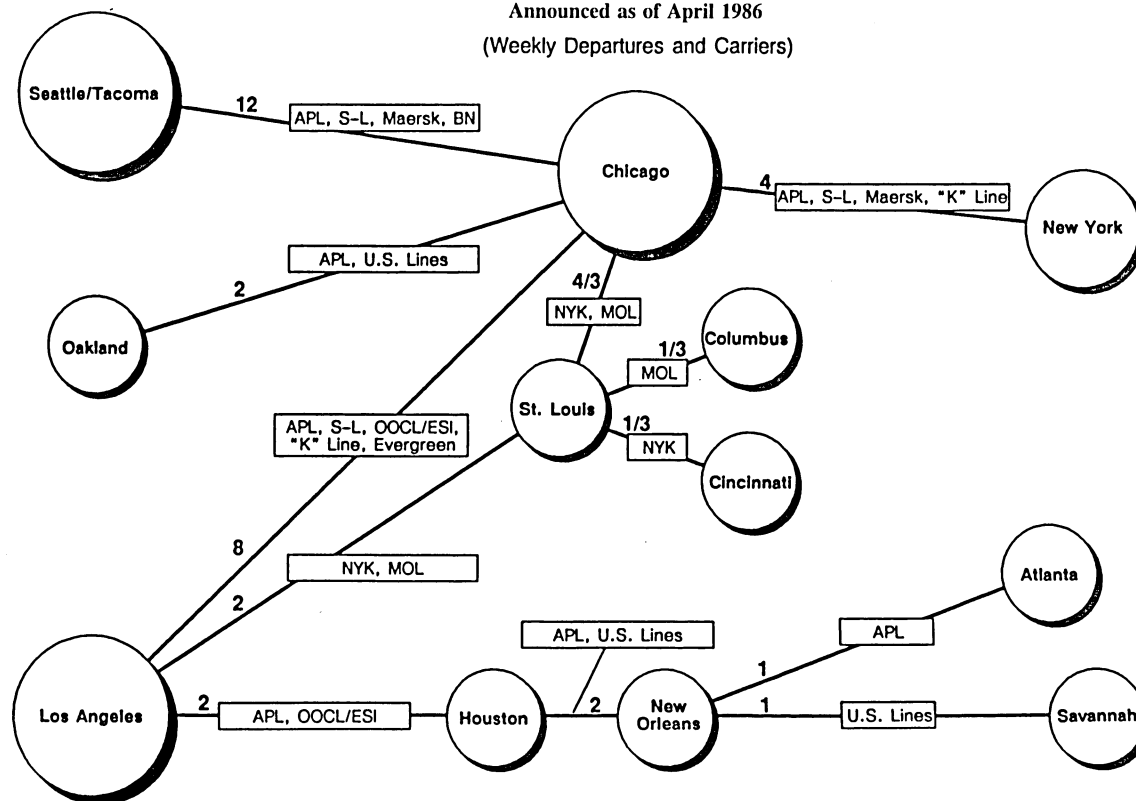 Announced as of April 1986
(Weekly Departures and Carriers)
Seattle/Tacoma
12
APL, S-L, Maersk, BN
Chicago
4
APL, S-L, Maersk, "K" Line
New York
APL, U.S. Lines
2
Oakland
4/3
NYK, MOL
Columbus
1/3
MOL
St. Louis
1/3
NYK
Cincinnati
APL, S-L, OOCL/ESI,
"K" Line, Evergreen
8
NYK, MOL
2
Atlanta
APL
1
APL, U.S. Lines
Los Angeles
2
APL, OOCL/ESI
Houston
2
New
Orleans
1
U.S. Lines
Savannah